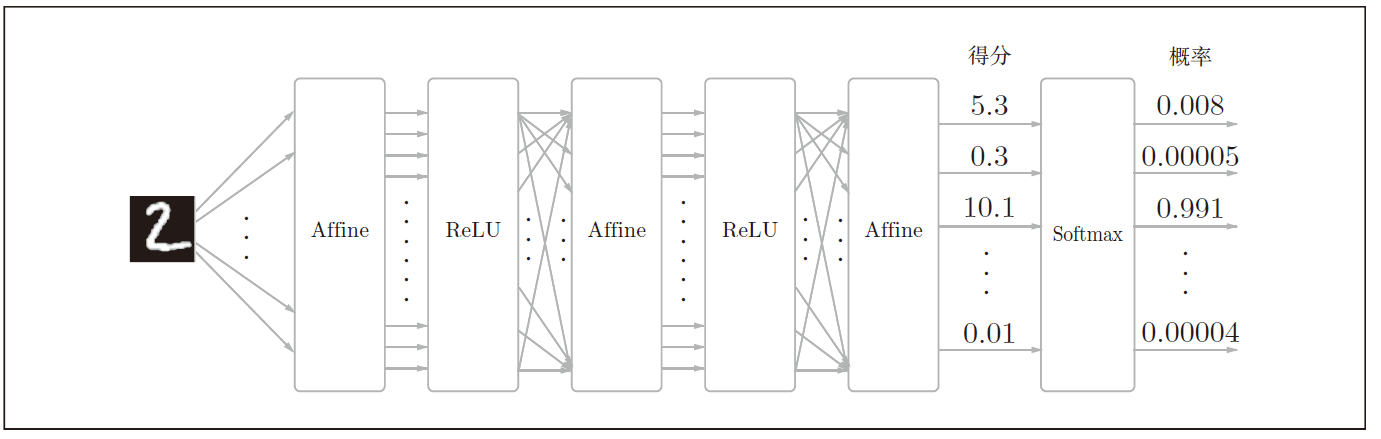 得分
概率
2
Affine
ReLU
Affine
ReLU
Affine
Softmax
5.3
0.008
0.3
0.00005
10.1
0.991
0.01
0.00004